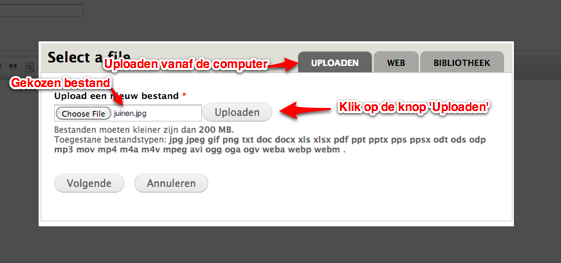 Select a file
Uploaden vanaf de computer
UPLOADEN
WEB
BIBLIOTHEEK
Gekozen bestand
Upload een nieuw bestand *
Choose File juinen.jpg
Uploaden
Klik op de knop 'Uploaden'
Bestanden moeten kleiner zijn dan 200 MB.
Toegestane bestandstypen: jpg jpeg gif png txt doc docx xls xlsx pdf ppt pptx pps ppsx odt ods odp
mp3 mov mp4 m4a m4v mpeg avi ogg oga ogv weba webp webm .
Volgende
Annuleren